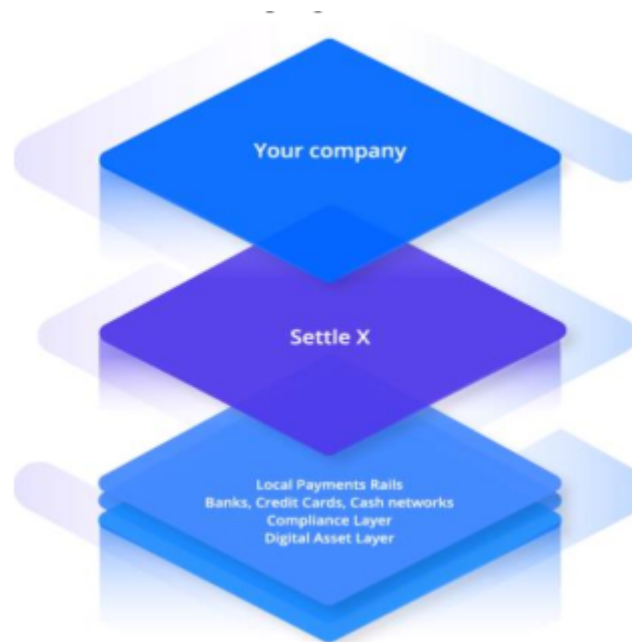 Your company
Settle X
Local Payments Rails
Banks, Credit Cards, Cash networks
Compliance Layer
Digital Asset Layer